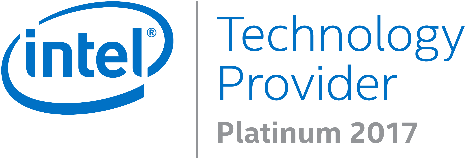 intel®
Technology
Provider
Platinum 2017